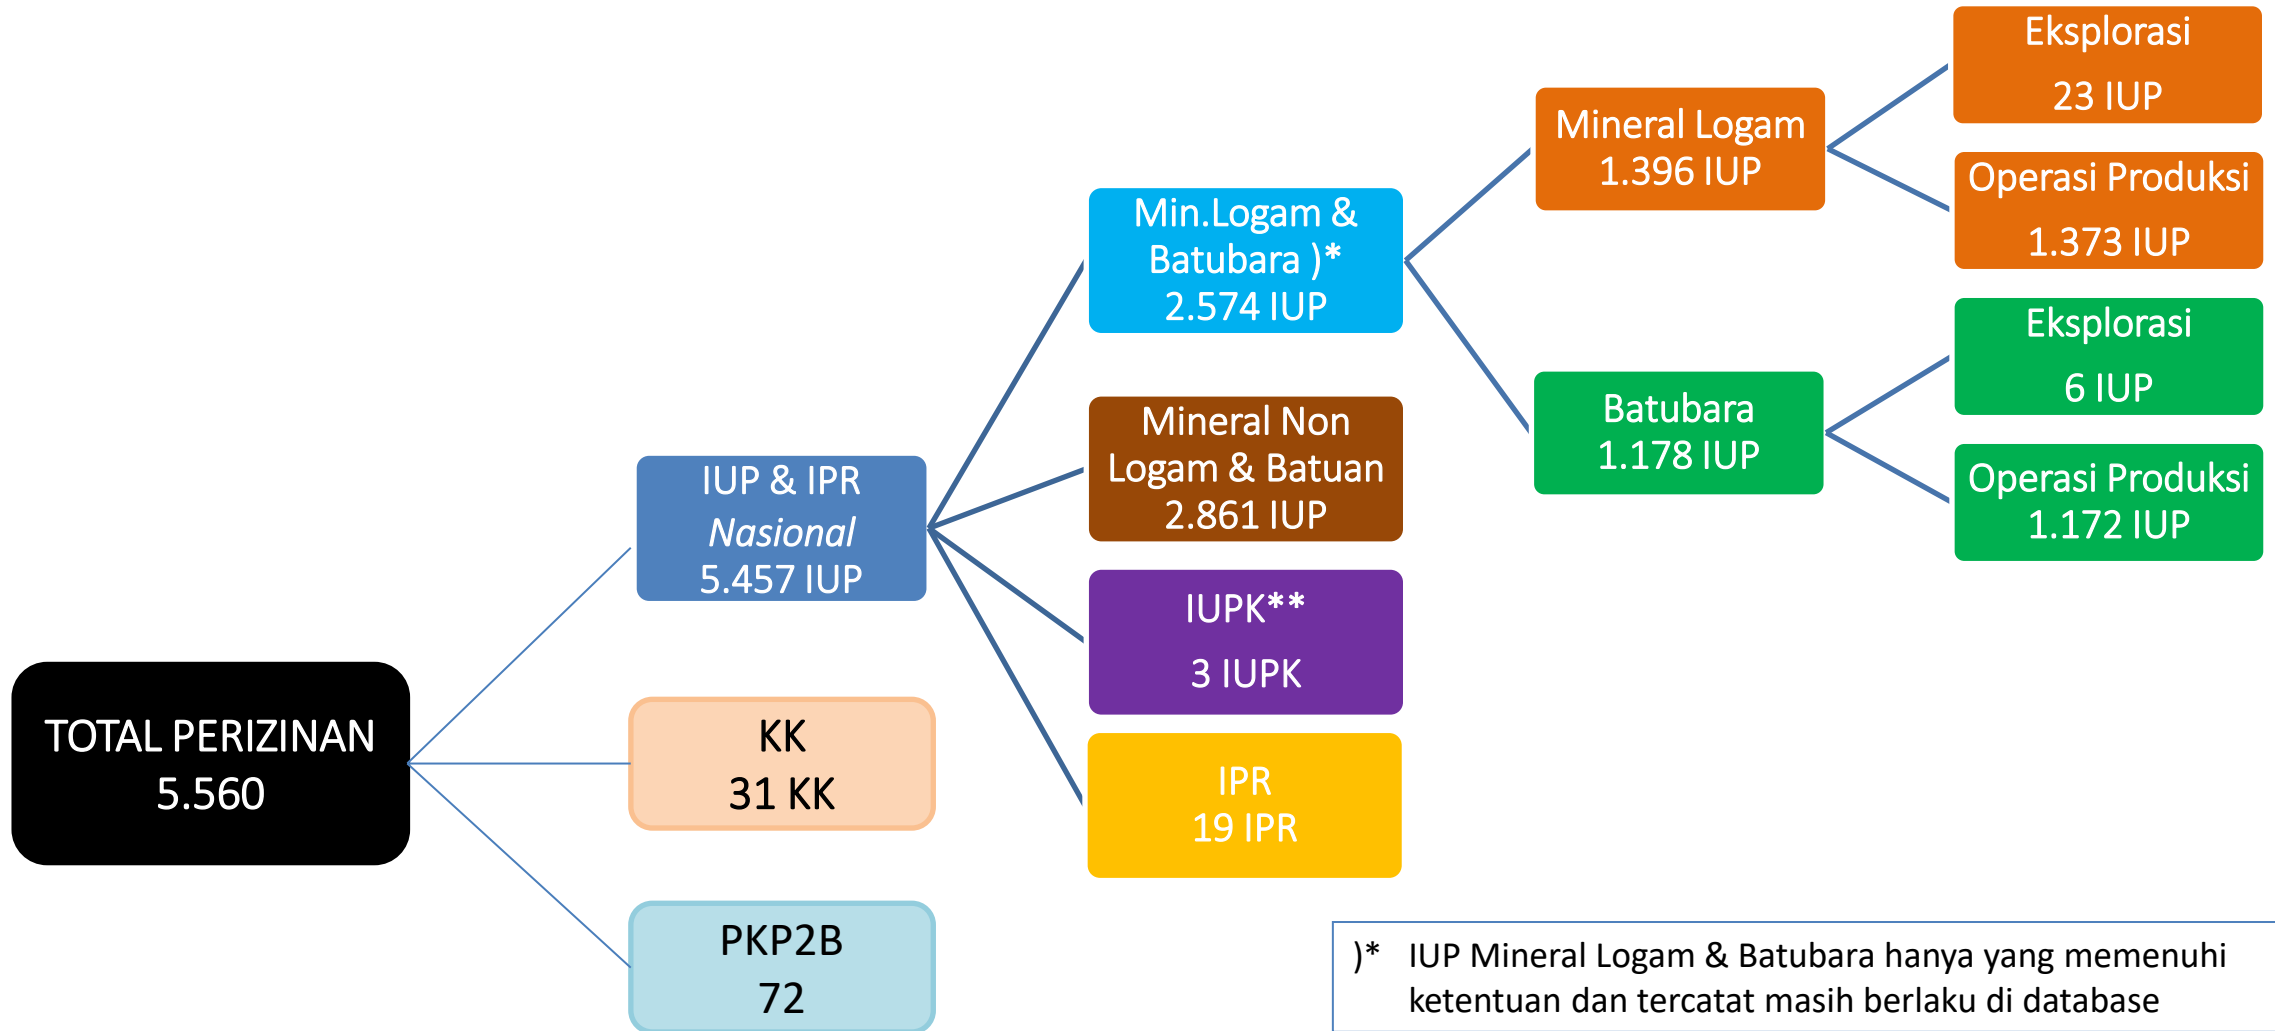 TOTAL PERIZINAN
5.560
IUP & IPR
Nasional
5.457 IUP
KK
31 KK
PKP2B
72
Min.Logam &
Batubara )*
2.574 IUP
Mineral Non
Logam & Batuan
2.861 IUP
IUPK**
3 IUPK
IPR
19 IPR
Mineral Logam
1.396 IUP
Batubara
1.178 IUP
Eksplorasi
23 IUP
Operasi Produksi
1.373 IUP
Eksplorasi
6 IUP
Operasi Produksi
1.172 IUP
)* IUP Mineral Logam & Batubara hanya yang memenuhi
ketentuan dan tercatat masih berlaku di database